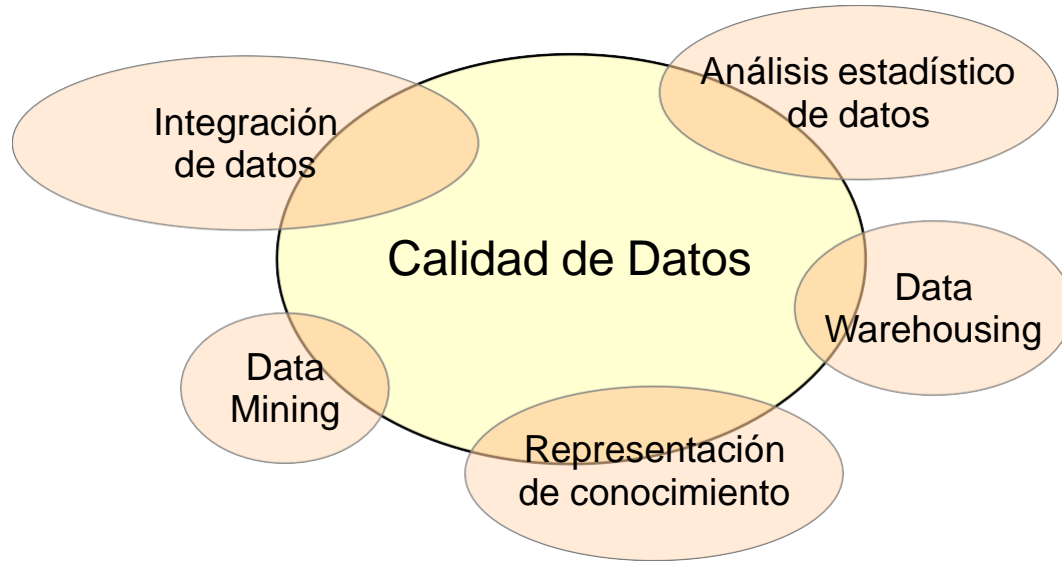 Análisis estadístico
de datos
Integración
de datos
Calidad de Datos
Data
Warehousing
Data
Mining
Representación
de conocimiento